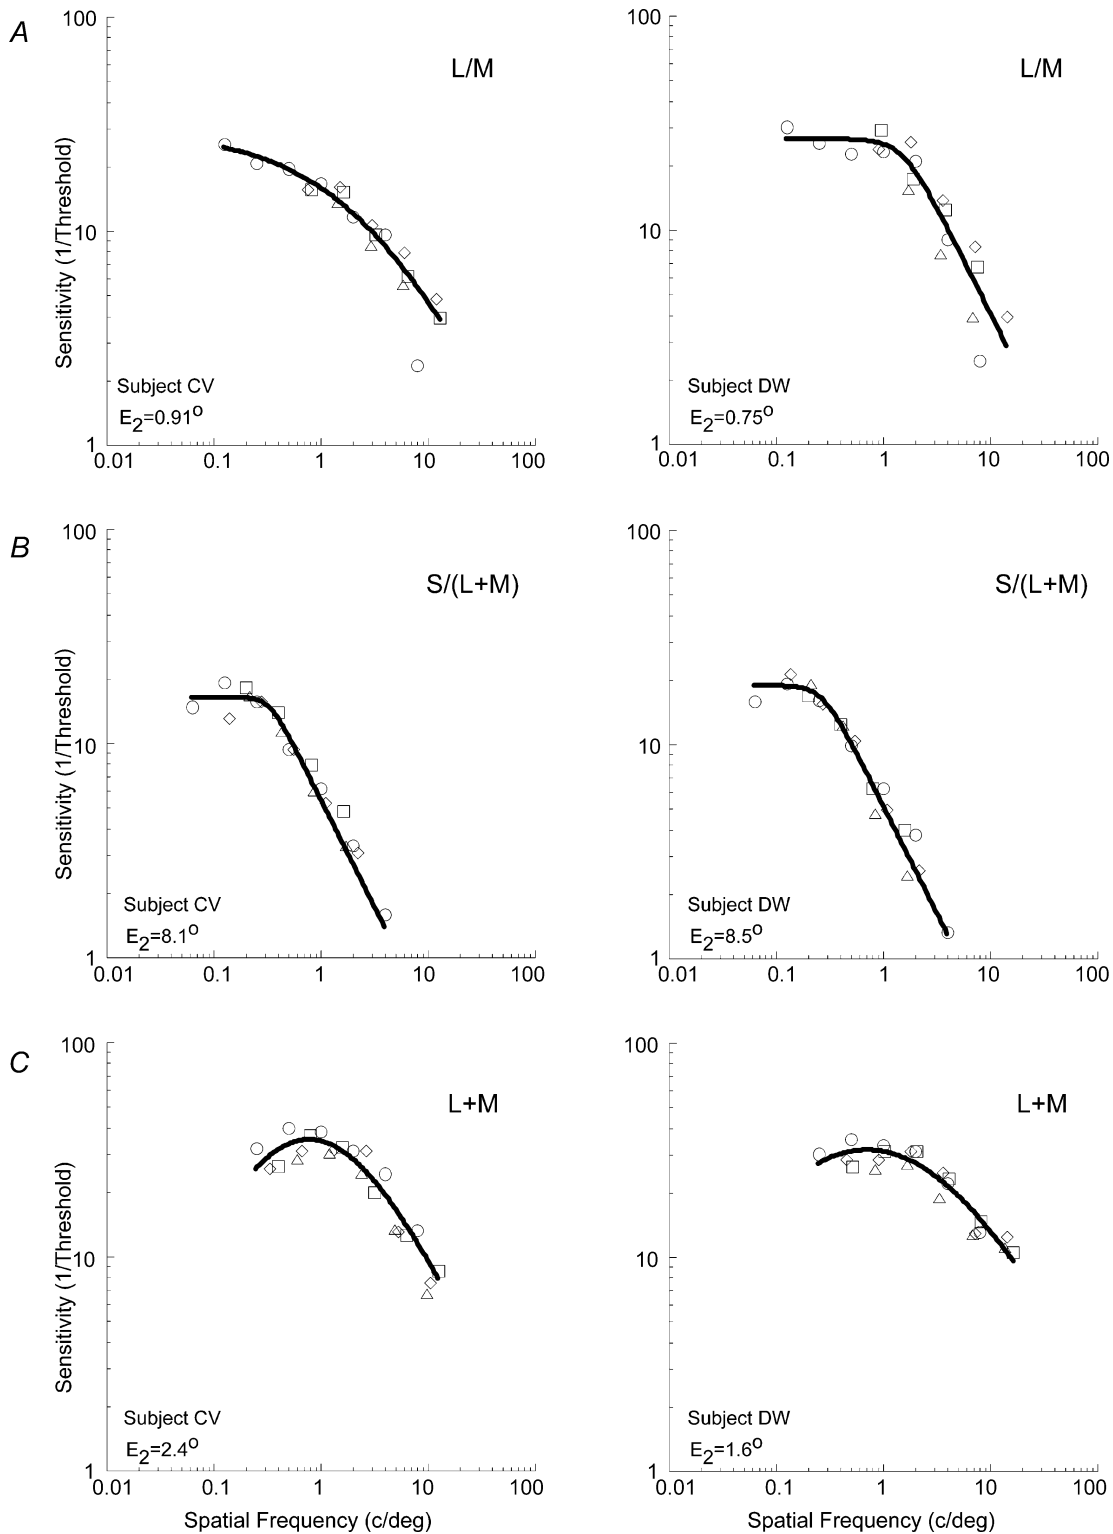 A
100
10
1
0.01 0.1 1 10 100
Sensitivity (1/Threshold)
L/M
Subject CV
E2=0.91o
100
10
1
0.01 0.1 1 10 100
L/M
Subject DW
E2=0.75o
B
100
10
1
0.01 0.1 1 10 100
Sensitivity (1/Threshold)
S/(L+M)
Subject CV
E2=8.1o
100
10
1
0.01 0.1 1 10 100
S/(L+M)
Subject DW
E2=8.5o
C
100
10
1
0.01 0.1 1 10 100
Sensitivity (1/Threshold)
L+M
Subject CV
E2=2.4o
Spatial Frequency (c/deg)
100
10
1
0.01 0.1 1 10 100
L+M
Subject DW
E2=1.6o
Spatial Frequency (c/deg)